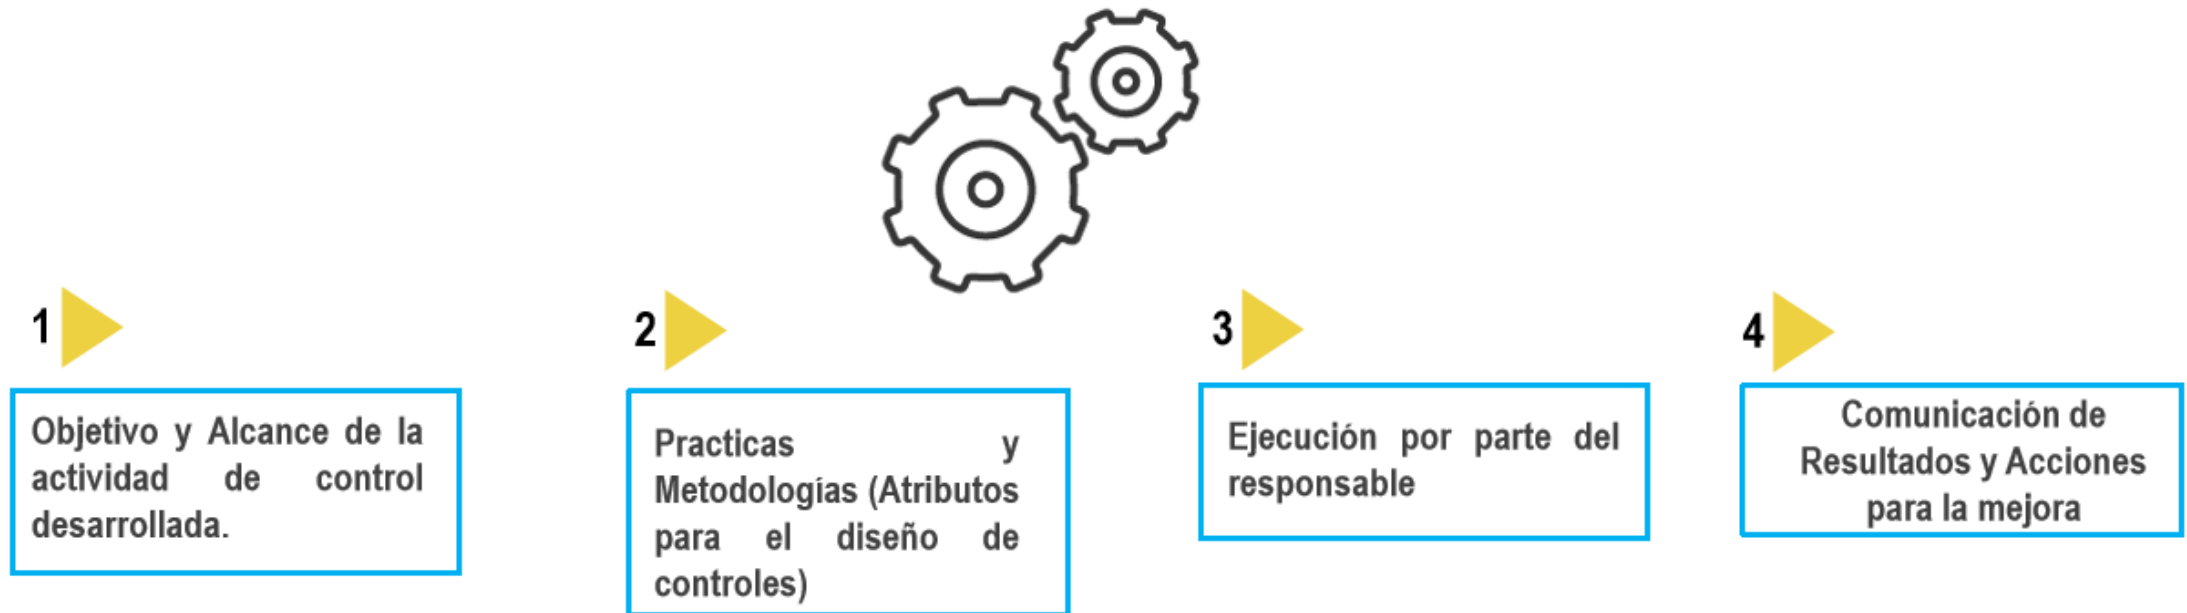 1
Objetivo y Alcance de la
actividad de control
desarrollada.
2
Practicas y
Metodologías (Atributos
para el diseño de
controles)
3
Ejecución por parte del
responsable
4
Comunicación de
Resultados y Acciones
para la mejora